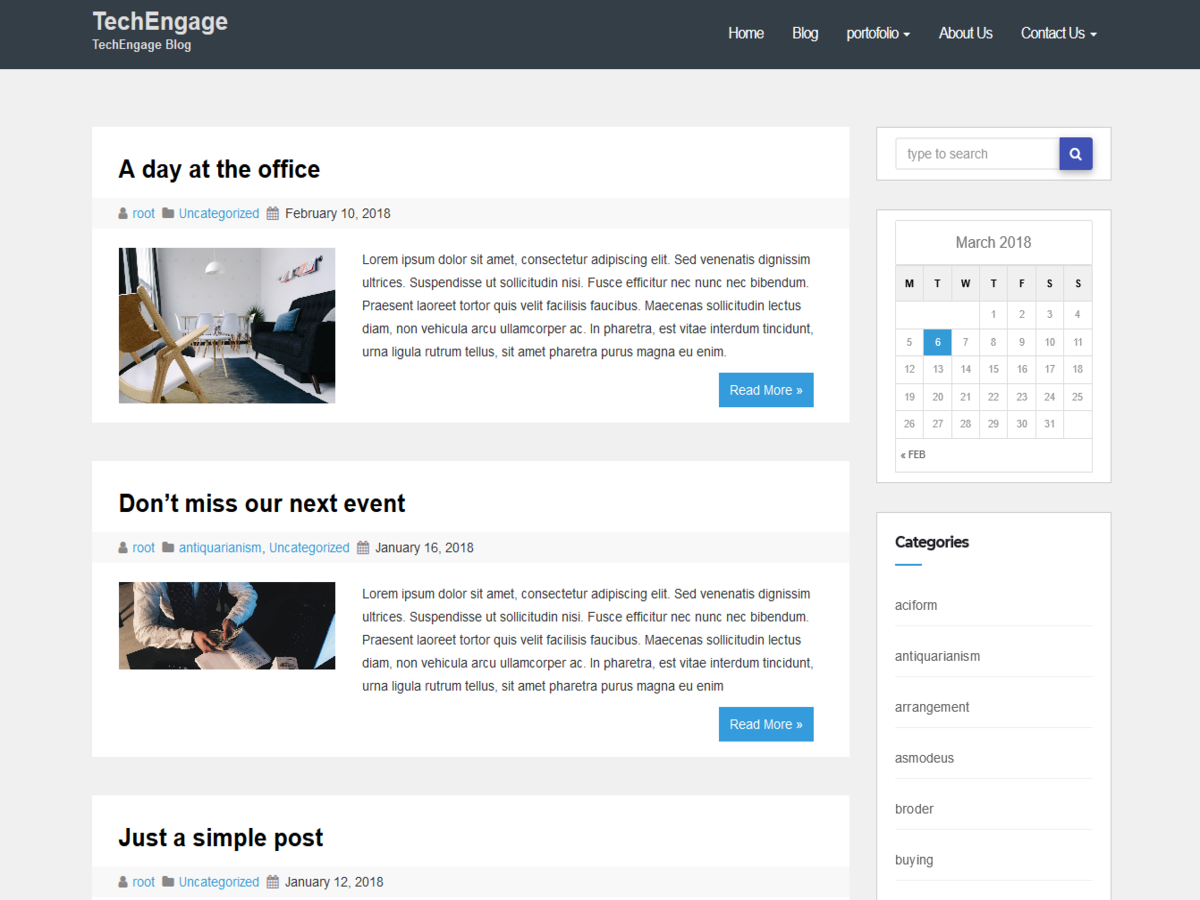 TechEngage
TechEngage Blog
Home Blog portofolio About Us Contact Us
A day at the office
root Uncategorized February 10, 2018
Lorem ipsum dolor sit amet, consectetur adipiscing elit. Sed venenatis dignissim
ultrices. Suspendisse ut sollicitudin nisi. Fusce efficitur nec nunc nec bibendum.
Praesent laoreet tortor quis velit facilisis faucibus. Maecenas sollicitudin lectus
diam, non vehicula arcu ullamcorper ac. In pharetra, est vitae interdum tincidunt,
urna ligula rutrum tellus, sit amet pharetra purus magna eu enim.
Read More »
Don’t miss our next event
root antiquarianism, Uncategorized January 16, 2018
Lorem ipsum dolor sit amet, consectetur adipiscing elit. Sed venenatis dignissim
ultrices. Suspendisse ut sollicitudin nisi. Fusce efficitur nec nunc nec bibendum.
Praesent laoreet tortor quis velit facilisis faucibus. Maecenas sollicitudin lectus
diam, non vehicula arcu ullamcorper ac. In pharetra, est vitae interdum tincidunt,
urna ligula rutrum tellus, sit amet pharetra purus magna eu enim
Read More »
Just a simple post
root Uncategorized January 12, 2018
type to search
March 2018
M T W T F S S
1 2 3 4
5 6 7 8 9 10 11
12 13 14 15 16 17 18
19 20 21 22 23 24 25
26 27 28 29 30 31
« FEB
Categories
aciform
antiquarianism
arrangement
asmodeus
broder
buying